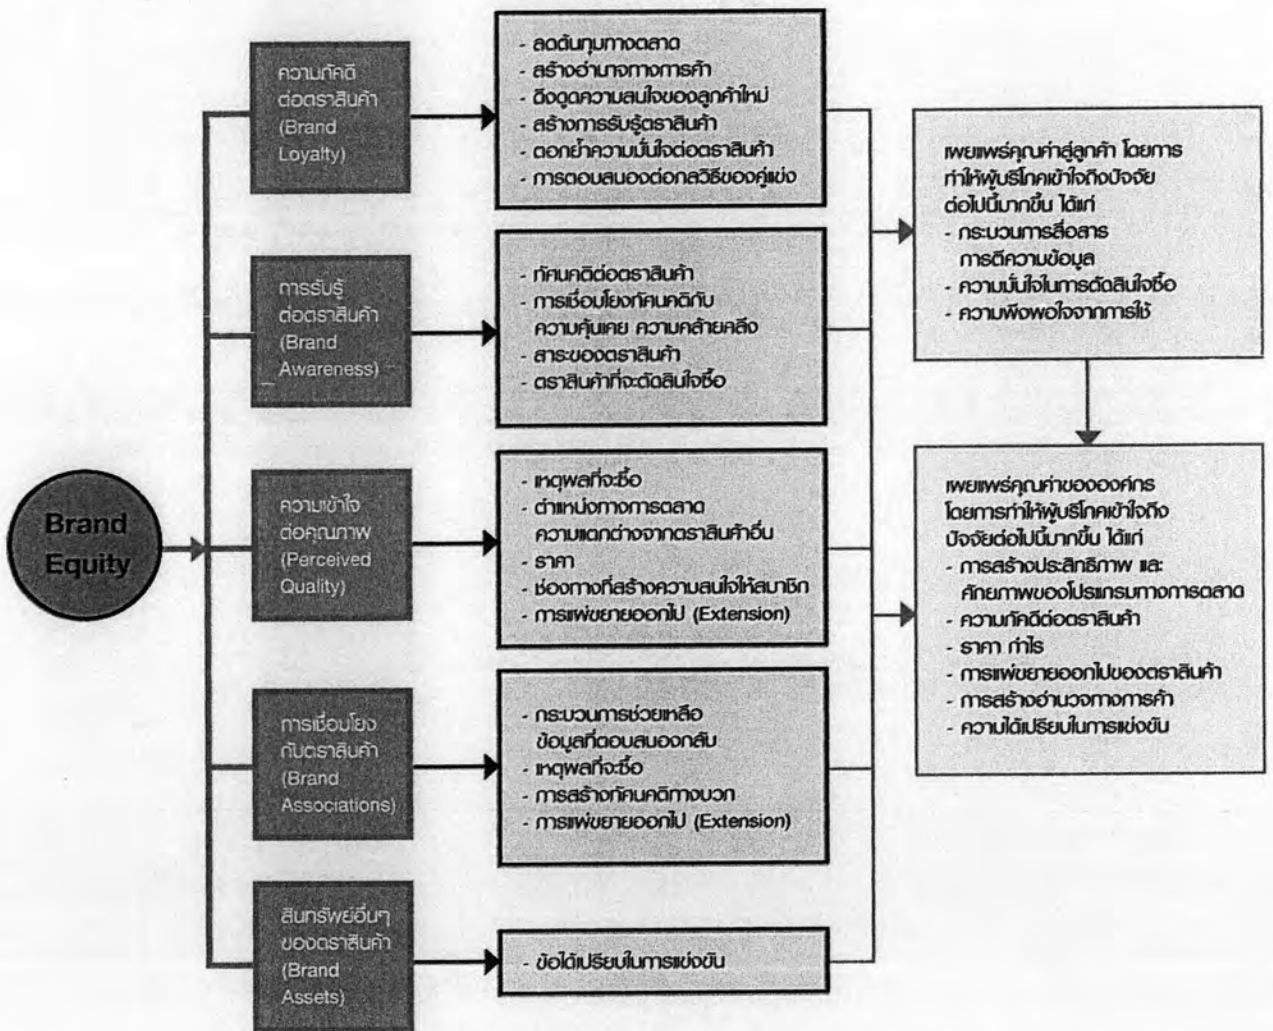 Brand
Equity
ความภักดี
ต่อตราสินค้า
(Brand
Loyalty)
- ลดต้นทุนทางตลาด
- สร้างอำนาจทางการค้า
- ดึงดูดความสนใจของลูกค้าใหม่
- สร้างการรับรู้ตราสินค้า
- ตอกย้ำความมั่นใจต่อตราสินค้า
- การตอบสนองต่อกลวิธีของคู่แข่ง
การรับรู้
ต่อตราสินค้า
(Brand
Awareness)
- ทัศนคติต่อตราสินค้า
- การเชื่อมโยงทัศนคติกับ
ความคุ้นเคย ความคล้ายคลึง
- สาระของตราสินค้า
- ตราสินค้าที่จะตัดสินใจซื้อ
ความเข้าใจ
ต่อคุณภาพ
(Perceived
Quality)
- เหตุผลที่จะซื้อ
- ตำแหน่งทางการตลาด
ความแตกต่างจากตราสินค้าอื่น
- ราคา
- ช่องทางที่สร้างความสนใจให้สมาชิก
- การแผ่ขยายออกไป (Extension)
การเชื่อมโยง
กับตราสินค้า
(Brand
Associations)
- กระบวนการช่วยเหลือ
ข้อมูลที่ตอบสนองกลับ
- เหตุผลที่จะซื้อ
- การสร้างทัศนคติทางบวก
- การแผ่ขยายออกไป (Extension)
สินทรัพย์อื่นๆ
ของตราสินค้า
(Brand
Assets)
- ข้อได้เปรียบในการแข่งขัน
เผยแพร่คุณค่าสู่ลูกค้า โดยการ
ทำให้ผู้บริโภคเข้าใจถึงปัจจัย
ต่อไปนี้มากขึ้น ได้แก่
- กระบวนการสื่อสาร
การตีความข้อมูล
- ความมั่นใจในการตัดสินใจซื้อ
- ความพึงพอใจจากการใช้
เผยแพร่คุณค่าขององค์กร
โดยการทำให้ผู้บริโภคเข้าใจถึง
ปัจจัยต่อไปนี้มากขึ้น ได้แก่
- การสร้างประสิทธิภาพ และ
ศักยภาพของโปรแกรมทางการตลาด
- ความภักดีต่อตราสินค้า
- ราคา กำไร
- การแผ่ขยายออกไปของตราสินค้า
- การสร้างอำนวจทางการค้า
- ความได้เปรียบในการแข่งขัน